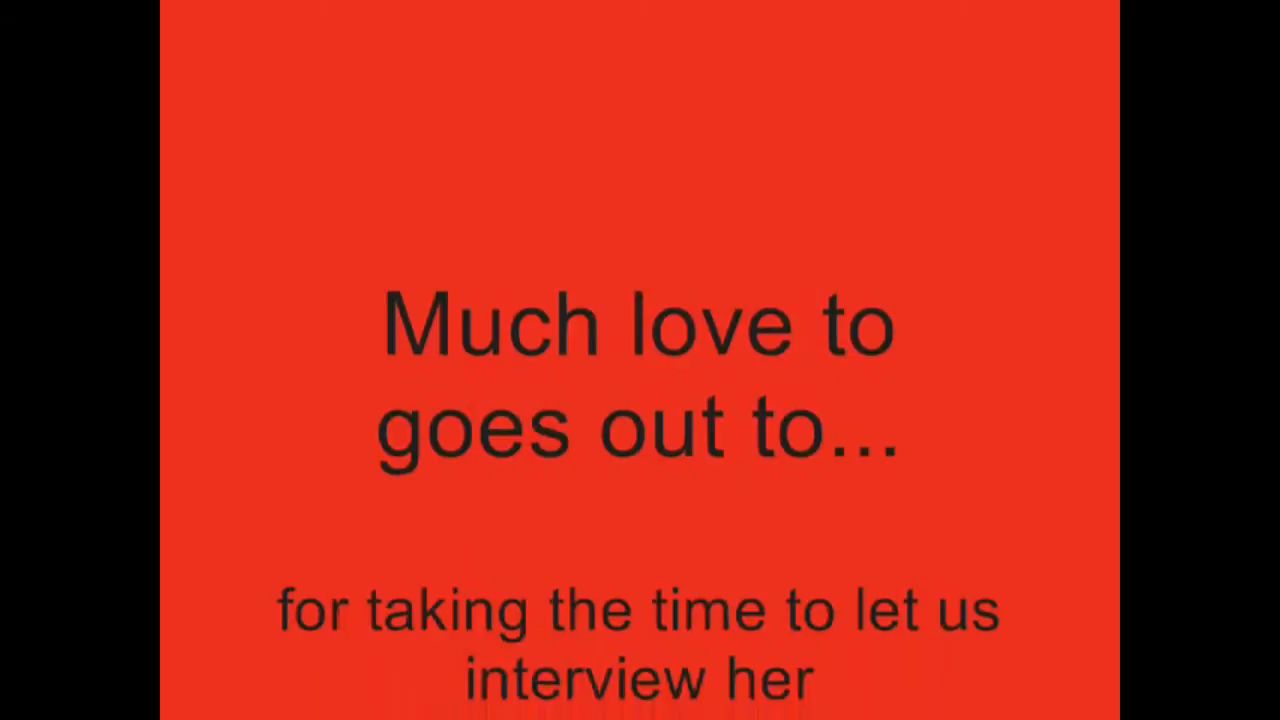 Much love to
goes out to...
for taking the time to let us
interview her